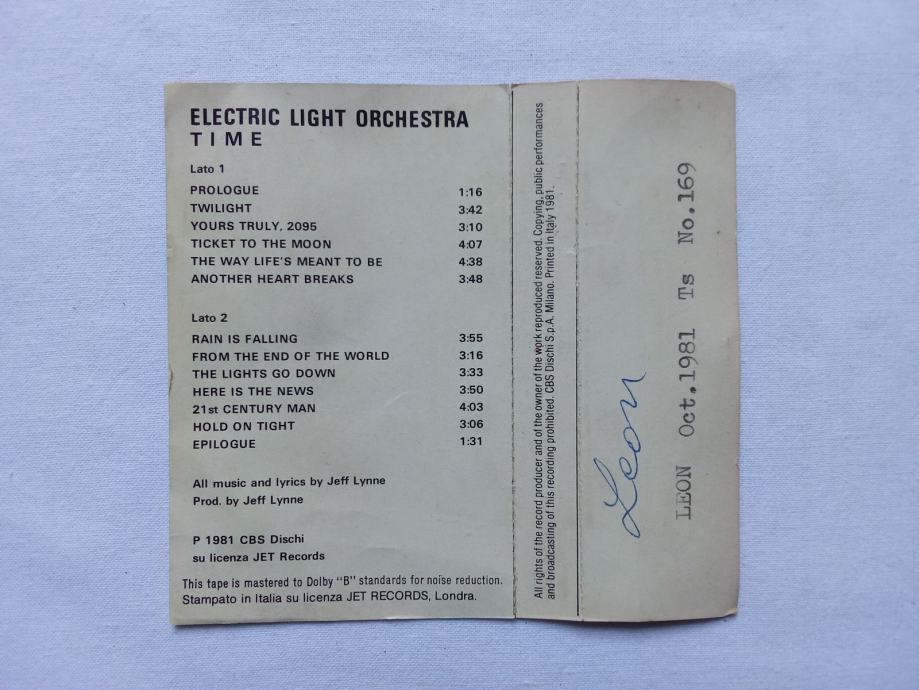 ELECTRIC LIGHT ORCHESTRA
TIME
Lato 1
PROLOGUE 1:16
TWILIGHT 3:42
YOURS TRULY, 2095 3:10
TICKET TO THE MOON 4:07
THE WAY LIFE'S MEANT TO BE 4:38
ANOTHER HEART BREAKS 3:48
Lato 2
RAIN IS FALLING 3:55
FROM THE END OF THE WORLD 3:16
THE LIGHTS GO DOWN 3:33
HERE IS THE NEWS 3:50
21st CENTURY MAN 4:03
HOLD ON TIGHT 3:06
EPILOGUE 1:31
All music and lyrics by Jeff Lynne
Prod. by Jeff Lynne
P 1981 CBS Dischi
su licenza JET Records
This tape is mastered to Dolby "B" standards for noise reduction.
Stampato in Italia su licenza JET RECORDS, Londra.
All rights of the record producer and of the owner of the work reproduced reserved. Copying, public performances
and broadcasting of this recording prohibited. CBS Dischi S.p.A. Milano. Printed in Italy 1981.
Leon
LEON Oct.1981 Ts No.169